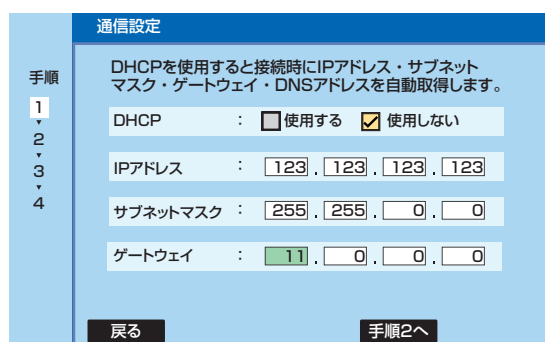 通信設定
手順
1
2
3
4
DHCPを使用すると接続時にIPアドレス・サブネット
マスク・ゲートウェイ・DNSアドレスを自動取得します。
DHCP : 使用する 使用しない
IPアドレス : 123 . 123 . 123 . 123
サブネットマスク : 255 . 255 . 0 . 0
ゲートウェイ : 11 . 0 . 0 . 0
戻る 手順2へ